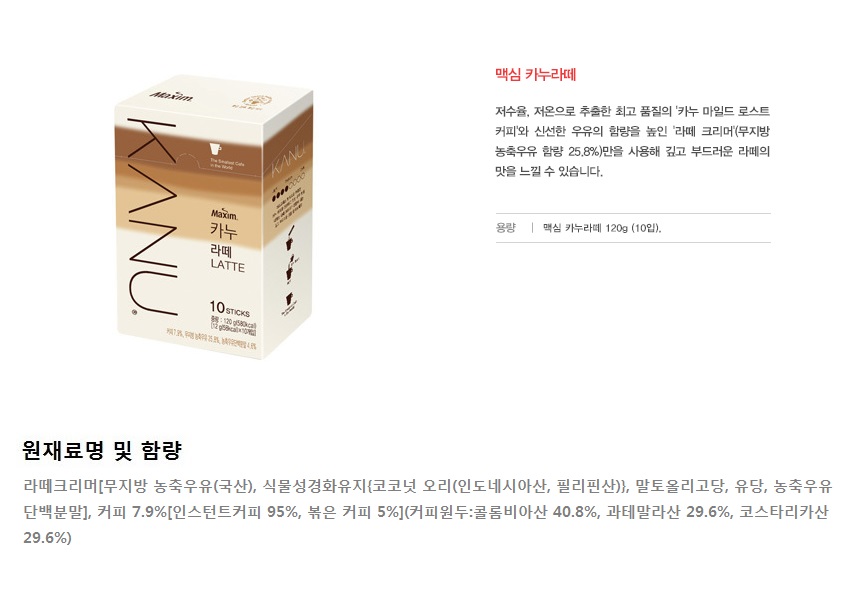 맥심 카누라떼
저수율, 저온으로 추출한 최고 품질의 '카누 마일드 로스트
커피'와 신선한 우유의 함량을 높인 '라떼 크리머'(무지방
농축우유 함량 25.8%)만을 사용해 깊고 부드러운 라떼의
맛을 느낄 수 있습니다.
용량 | 맥심 카누라떼 120g (10입).
Maxim
KANU
The Smallest Cafe
in the World
KANU
Maxim
카누
라떼
LATTE
10 STICKS
용량 : 120 g(580kcal)
[12 g(58kcal)×10개입]
원재료명 및 함량
라떼크리머[무지방 농축우유(국산), 식물성경화유지{코코넛 오리(인도네시아산, 필리핀산)}, 말토올리고당, 유당, 농축우유
단백분말], 커피 7.9%[인스턴트커피 95%, 볶은 커피 5%](커피원두:콜롬비아산 40.8%, 과테말라산 29.6%, 코스타리카산
29.6%)